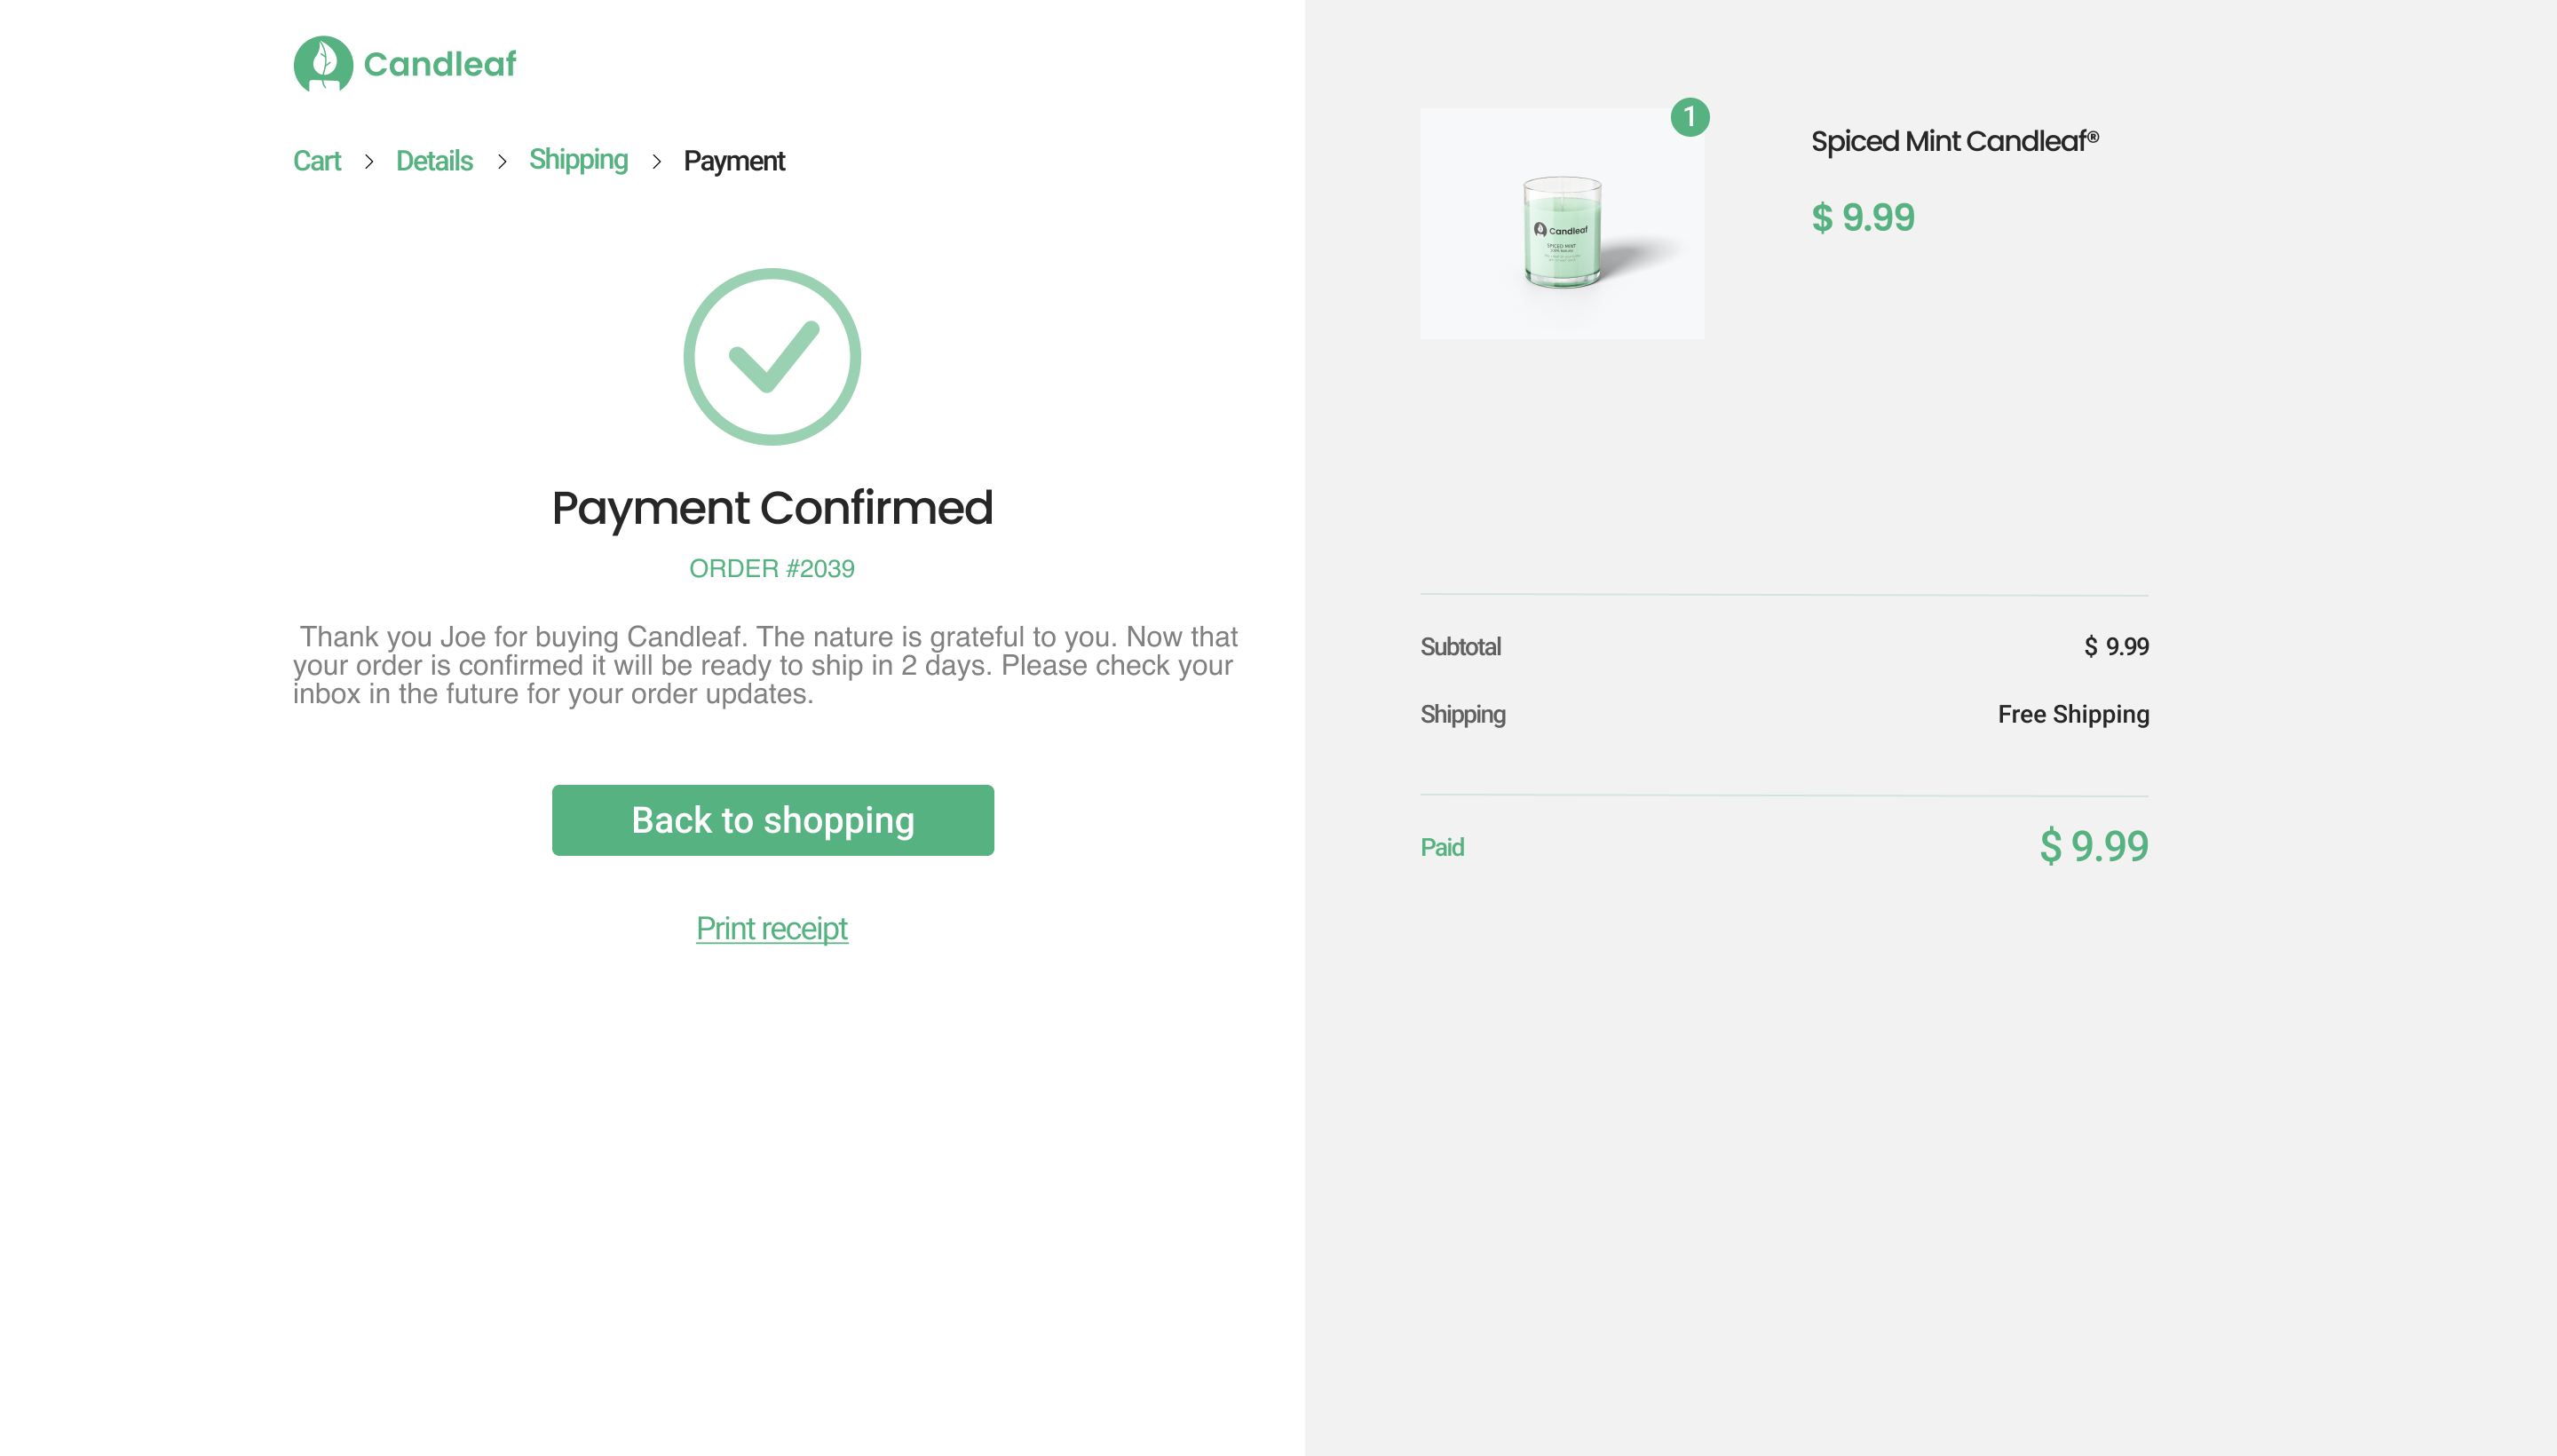 Candleaf
Cart > Details > Shipping > Payment
Payment Confirmed
ORDER #2039
Thank you Joe for buying Candleaf. The nature is grateful to you. Now that
your order is confirmed it will be ready to ship in 2 days. Please check your
inbox in the future for your order updates.
Back to shopping
Print receipt
1
Candleaf
SPICED MINT
Spiced Mint Candleaf®
$ 9.99
Subtotal $ 9.99
Shipping Free Shipping
Paid $ 9.99